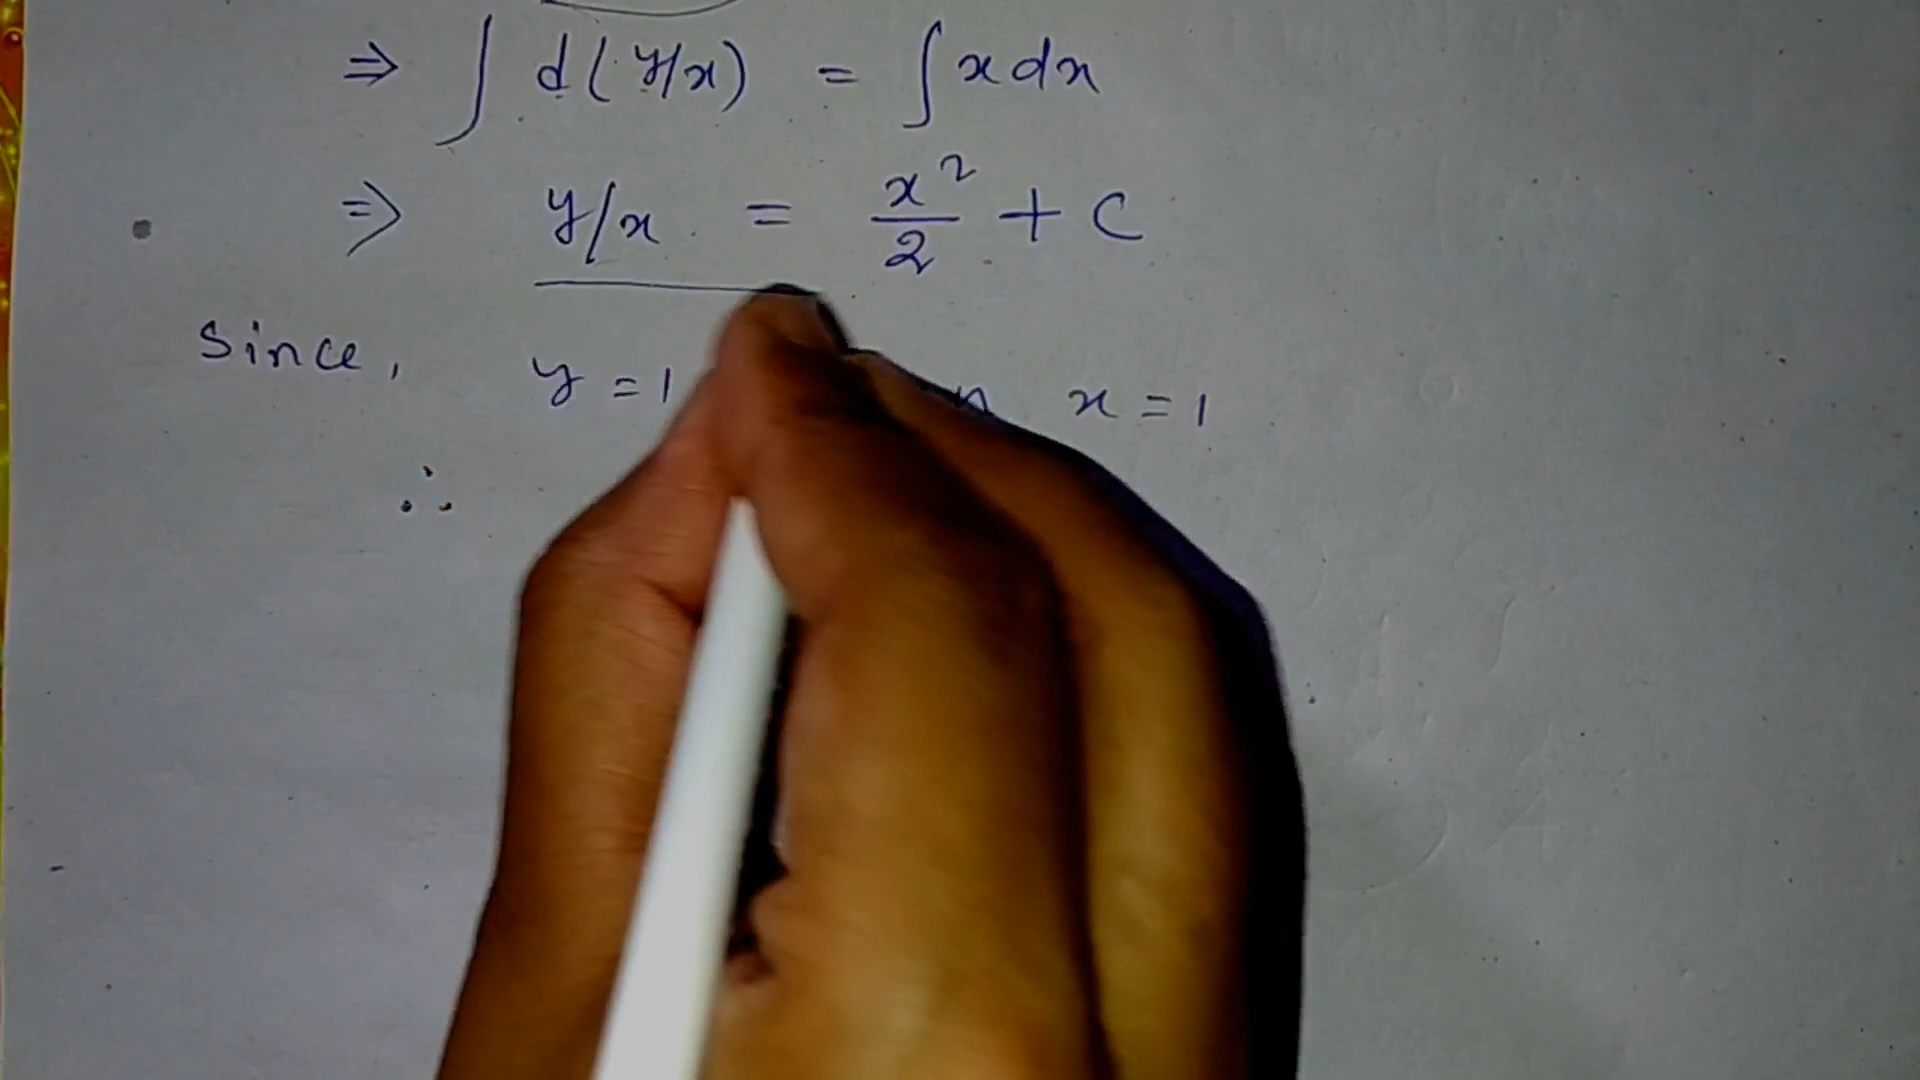 ⇒ ∫ d(y/x) = ∫ x dx
⇒ y/x = x²/2 + C
Since, y = 1 x = 1
∴